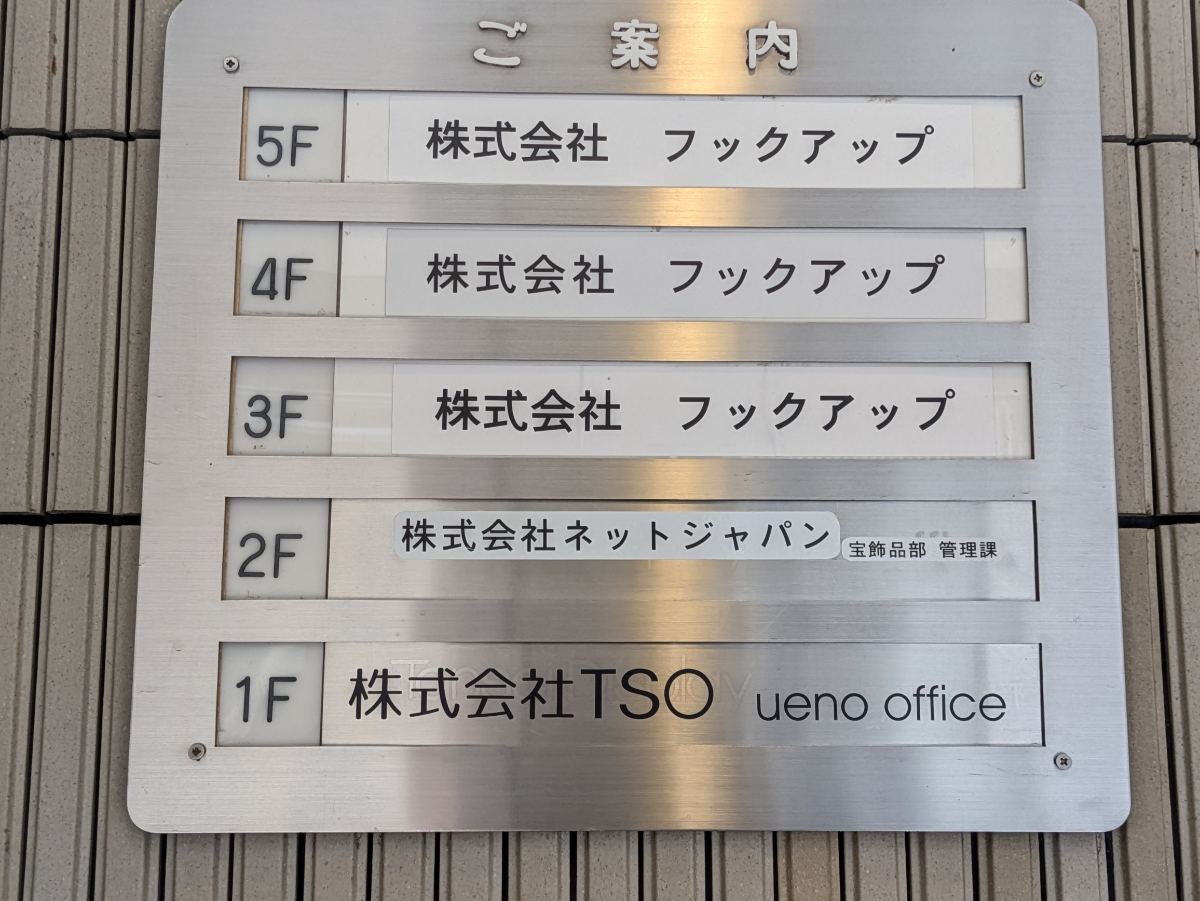 ご案内
5F 株式会社 フックアップ
4F 株式会社 フックアップ
3F 株式会社 フックアップ
2F 株式会社ネットジャパン 宝飾品部 管理課
1F 株式会社TSO ueno office